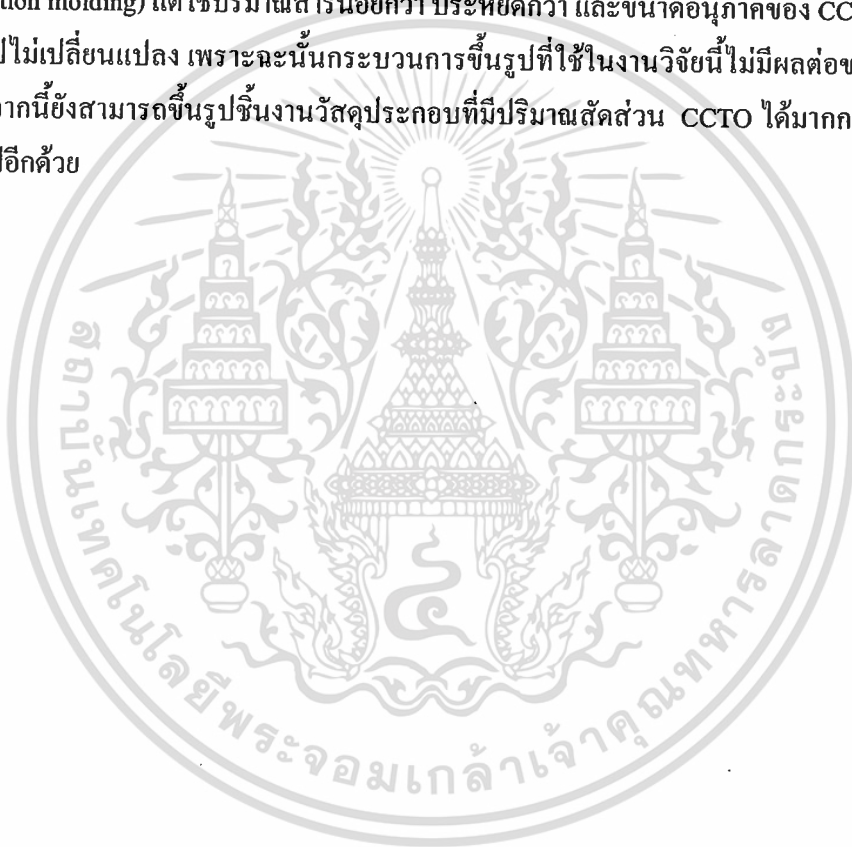 tion molding) แต่ใช้ปริมาณสารน้อยกว่า ประหยัดกว่า และขนาดอนุภาคของ CC
ปไม่เปลี่ยนแปลง เพราะฉะนั้นกระบวนการขึ้นรูปที่ใช้ในงานวิจัยนี้ไม่มีผลต่อข
จากนี้ยังสามารถขึ้นรูปชิ้นงานวัสดุประกอบที่มีปริมาณสัดส่วน CCTO ได้มากก
อีกด้วย
สถาบันเทคโนโลยีพระจอมเกล้าเจ้าคุณทหารลาดกระบัง